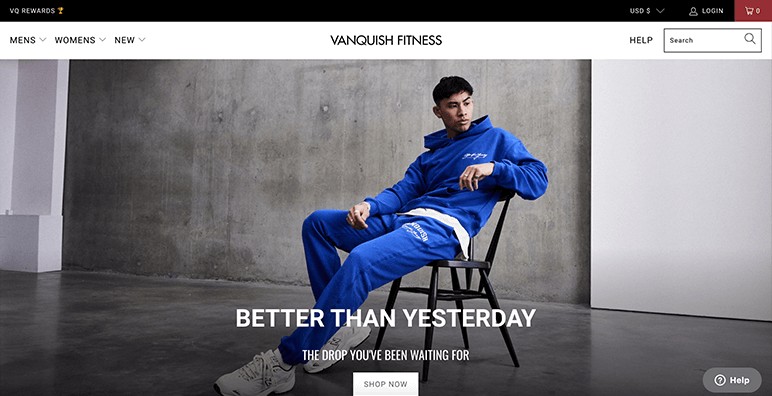 VQ REWARDS 🏆
USD $
LOGIN
0
MENS
WOMENS
NEW
VANQUISH FITNESS
HELP
Search
BETTER THAN YESTERDAY
THE DROP YOU'VE BEEN WAITING FOR
SHOP NOW
Help